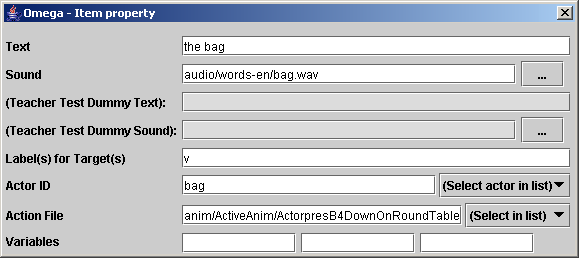 Omega - Item property
Text the bag
Sound audio/words-en/bag.wav ...
(Teacher Test Dummy Text):
(Teacher Test Dummy Sound): ...
Label(s) for Target(s) v
Actor ID bag (Select actor in list)
Action File anim/ActiveAnim/ActorpresB4DownOnRoundTable (Select in list)
Variables